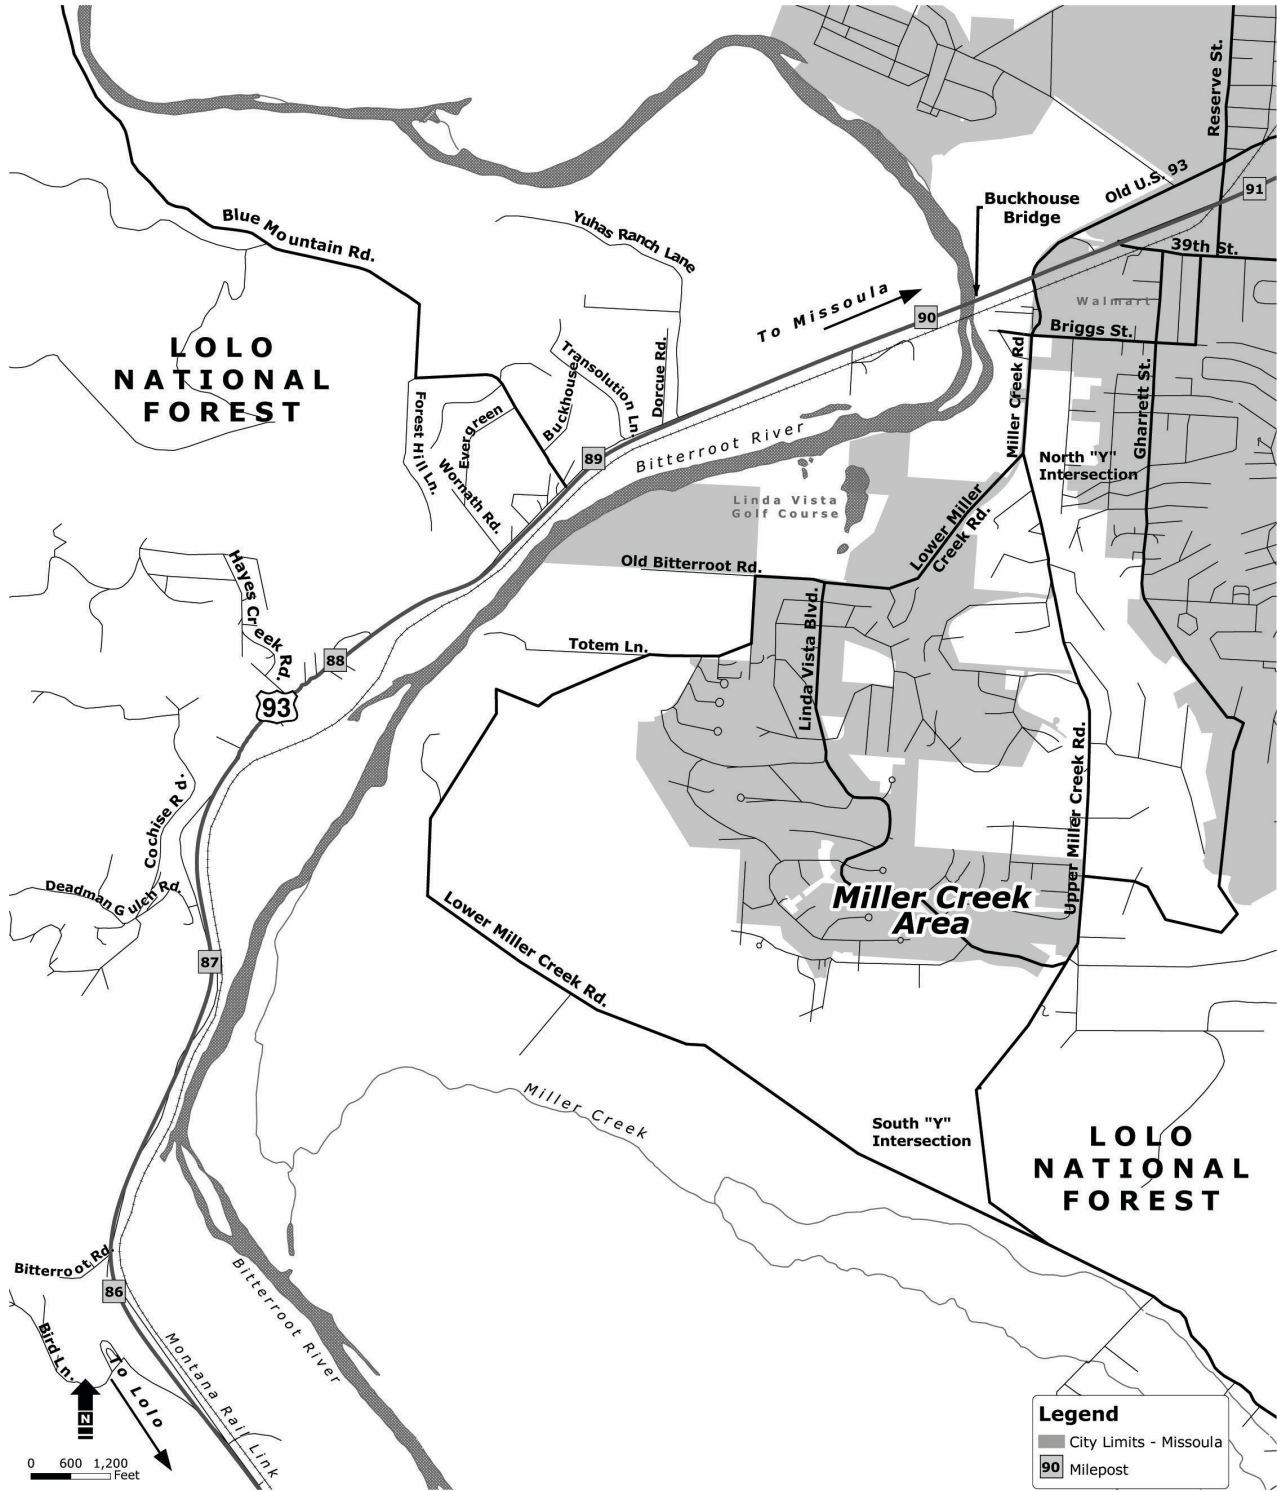 Reserve St.
Old U.S. 93
91
Buckhouse
Bridge
39th St.
Blue Mountain Rd.
Yuhas Ranch Lane
To Missoula
90
Walmart
Briggs St.
LOLO
NATIONAL
FOREST
Transolution Ln.
Buckhouse
Dorcue Rd.
Miller Creek Rd
Gharrett St.
Forest Hill Ln.
Evergreen
Wornath Rd.
89
Bitterroot River
North "Y"
Intersection
Linda Vista
Golf Course
Lower Miller
Creek Rd.
Old Bitterroot Rd.
Hayes Creek Rd.
88
Totem Ln.
Linda Vista Blvd.
93
Upper Miller Creek Rd.
Cochise Rd.
Deadman Gulch Rd.
Miller Creek
Area
Lower Miller Creek Rd.
87
Miller Creek
South "Y"
Intersection
LOLO
NATIONAL
FOREST
Bitterroot Rd.
86
Bitterroot River
Bird Ln.
To Lolo
Montana Rail Link
N
0 600 1,200
Feet
Legend
City Limits - Missoula
90 Milepost